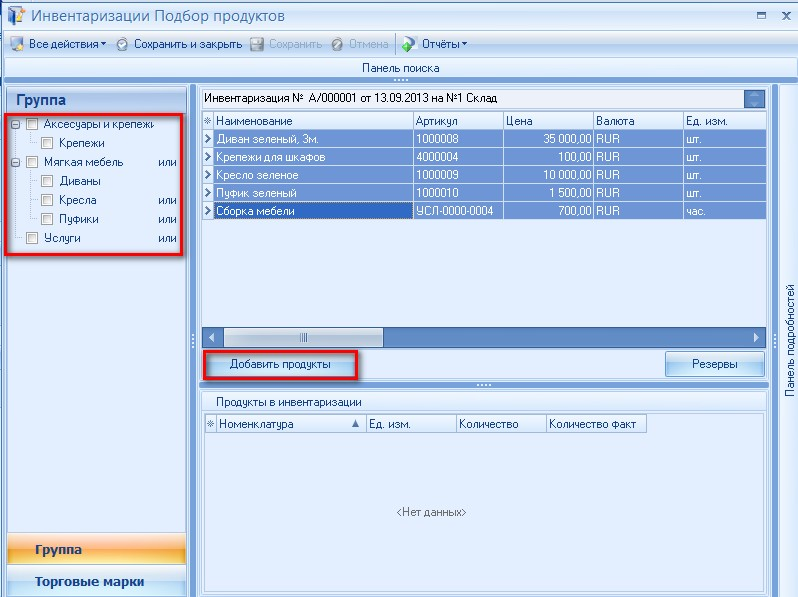 Инвентаризации Подбор продуктов
Все действия Сохранить и закрыть Сохранить Отмена Отчёты
Панель поиска
Группа
Аксесуары и крепежи
Крепежи
Мягкая мебель или
Диваны
Кресла или
Пуфики или
Услуги или
Инвентаризация № А/000001 от 13.09.2013 на №1 Склад
Наименование Артикул Цена Валюта Ед. изм.
Диван зеленый, 3м. 1000008 35 000,00 RUR шт.
Крепежи для шкафов 4000004 100,00 RUR шт.
Кресло зеленое 1000009 10 000,00 RUR шт.
Пуфик зеленый 1000010 1 500,00 RUR шт.
Сборка мебели УСЛ-0000-0004 700,00 RUR час.
Добавить продукты Резервы
Продукты в инвентаризации
Номенклатура Ед. изм. Количество Количество факт
<Нет данных>
Группа
Торговые марки
Панель подробностей